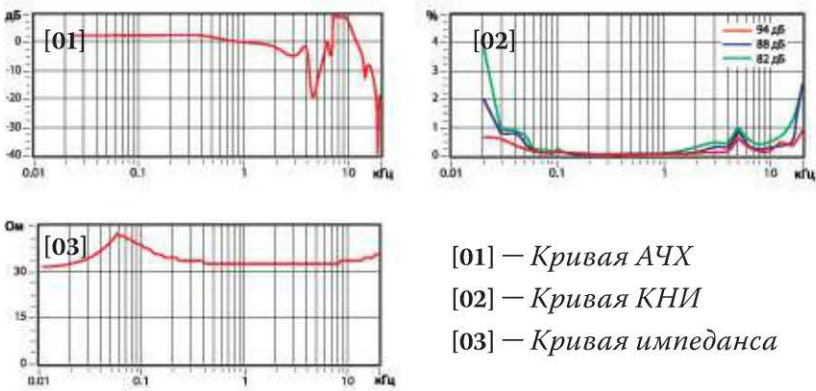 дБ
[01]
0
-10
-20
-30
-40
0.01
0.1
1
10
кГц
%
[02]
94 дБ
88 дБ
82 дБ
4
3
2
1
0
0.01
0.1
1
10
кГц
Ом
[03]
30
15
0
0.01
0.1
1
10
кГц
[01] — Кривая АЧХ
[02] — Кривая КНИ
[03] — Кривая импеданса